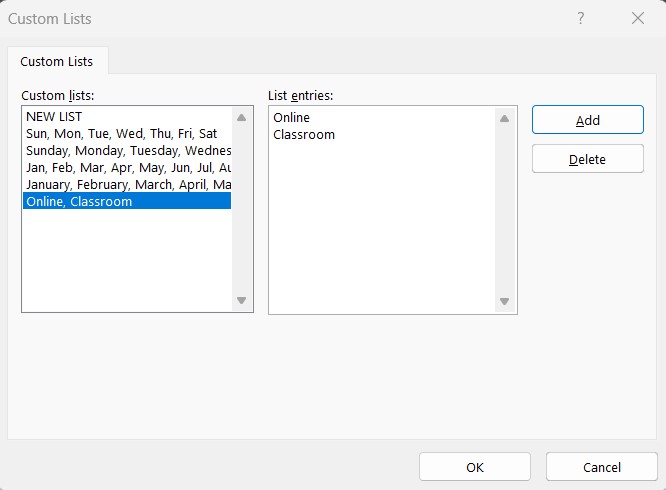 Custom Lists
?
Custom Lists
Custom lists:
NEW LIST
Sun, Mon, Tue, Wed, Thu, Fri, Sat
Sunday, Monday, Tuesday, Wednes
Jan, Feb, Mar, Apr, May, Jun, Jul, Au
January, February, March, April, Ma
Online, Classroom
List entries:
Online
Classroom
Add
Delete
OK
Cancel